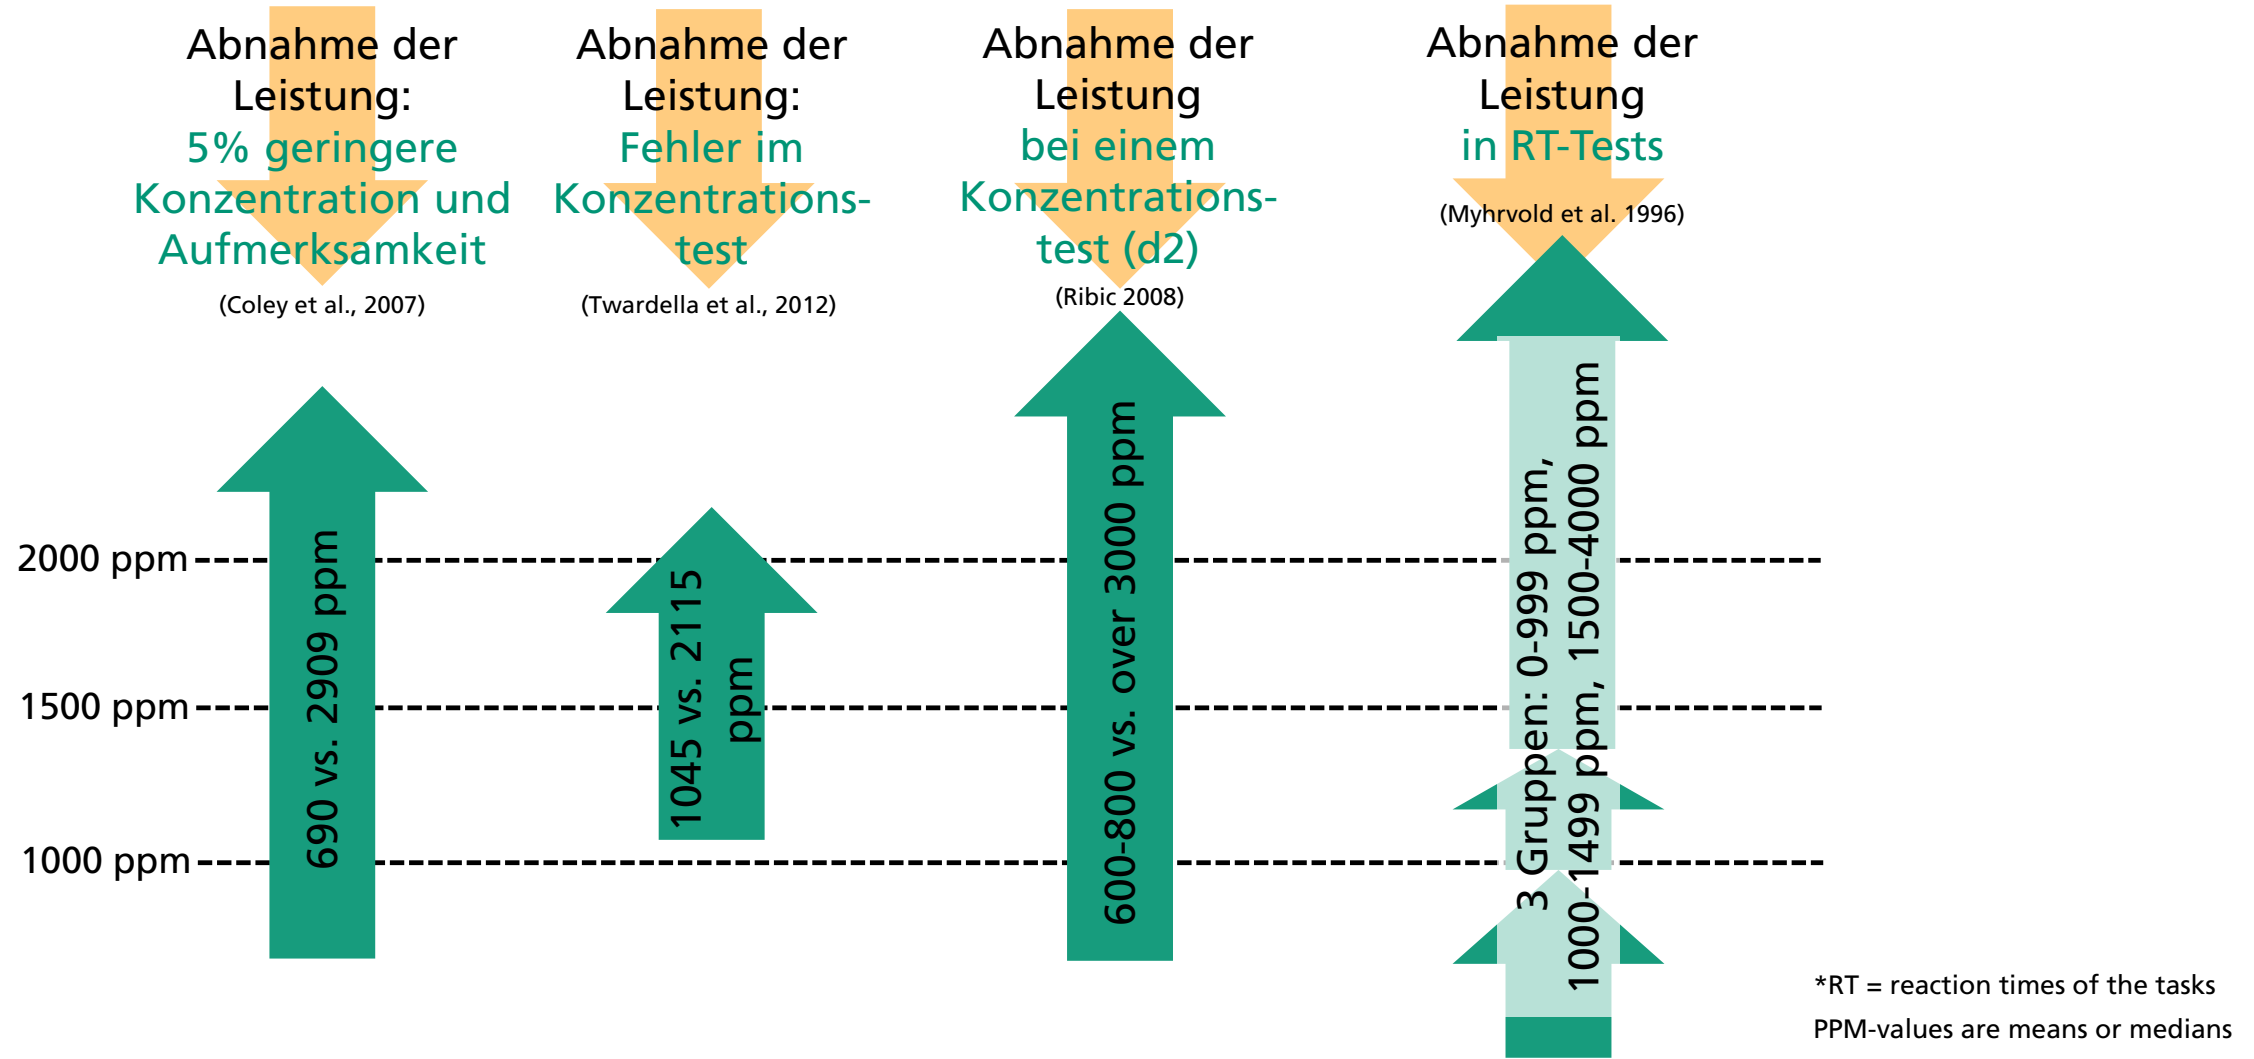 Abnahme der
Leistung:
5% geringere
Konzentration und
Aufmerksamkeit
(Coley et al., 2007)
Abnahme der
Leistung:
Fehler im
Konzentrations-
test
(Twardella et al., 2012)
Abnahme der
Leistung
bei einem
Konzentrations-
test (d2)
(Ribic 2008)
Abnahme der
Leistung
in RT-Tests
(Myhrvold et al. 1996)
2000 ppm
1500 ppm
1000 ppm
690 vs. 2909 ppm
1045 vs. 2115
ppm
600-800 vs. over 3000 ppm
3 Gruppen: 0-999 ppm,
1000-1499 ppm, 1500-4000 ppm
*RT = reaction times of the tasks
PPM-values are means or medians